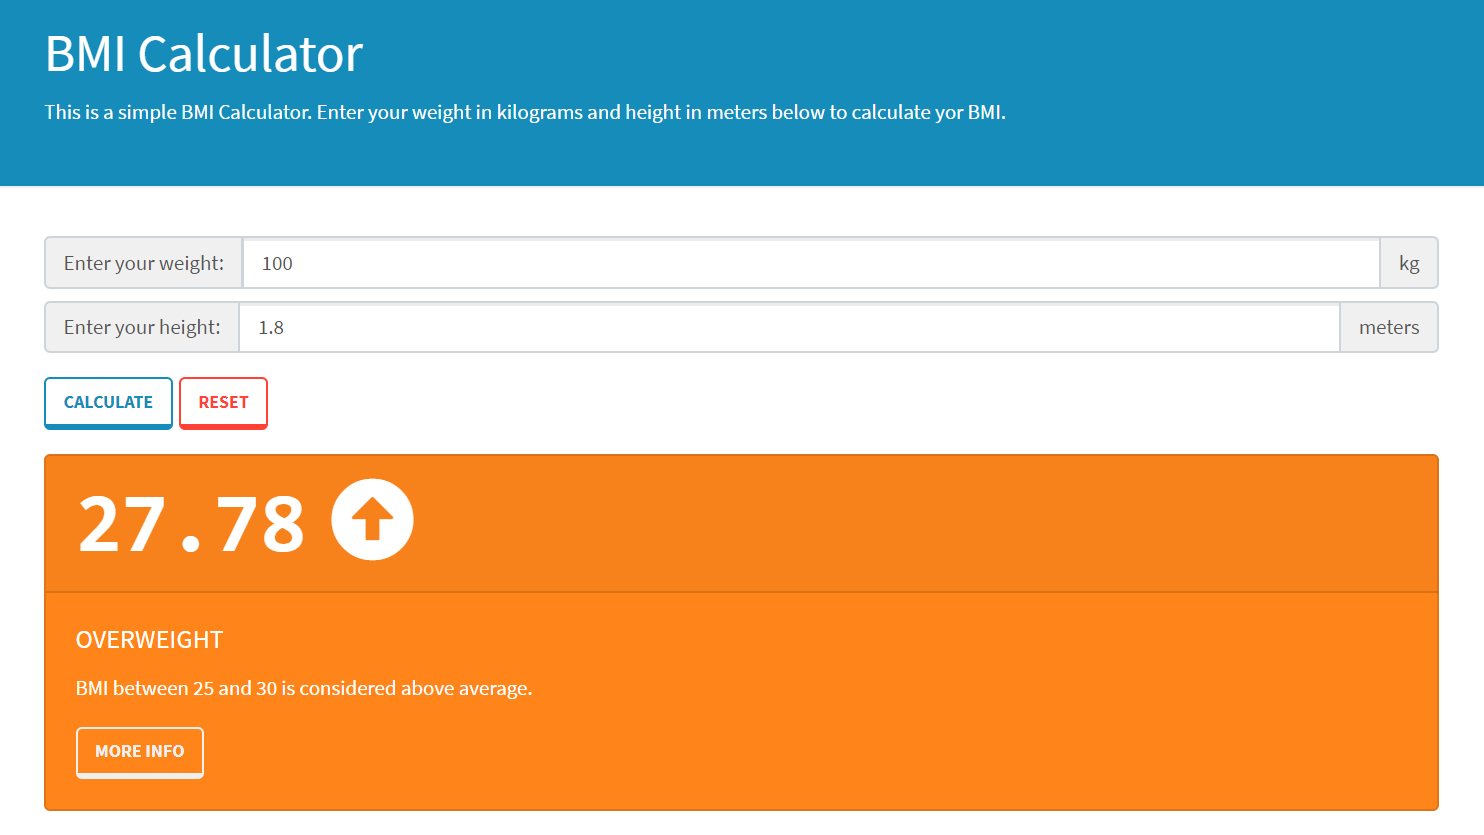 BMI Calculator
This is a simple BMI Calculator. Enter your weight in kilograms and height in meters below to calculate yor BMI.
Enter your weight: 100 kg
Enter your height: 1.8 meters
CALCULATE RESET
27.78
OVERWEIGHT
BMI between 25 and 30 is considered above average.
MORE INFO